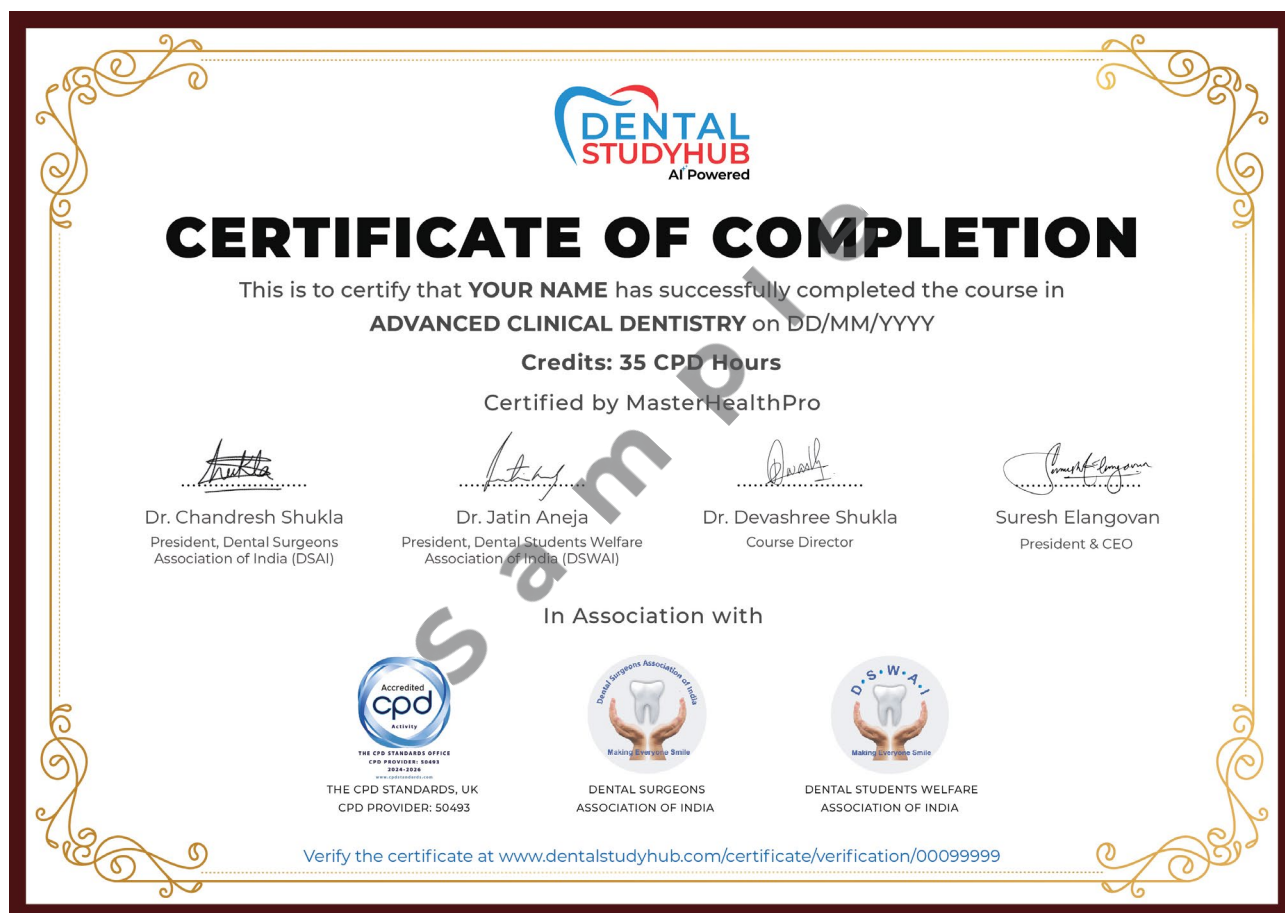 DENTAL
STUDYHUB
AI Powered
CERTIFICATE OF COMPLETION
This is to certify that YOUR NAME has successfully completed the course in
ADVANCED CLINICAL DENTISTRY on DD/MM/YYYY
Credits: 35 CPD Hours
Certified by MasterHealthPro
Sample
Dr. Chandresh Shukla
President, Dental Surgeons
Association of India (DSAI)
Dr. Jatin Aneja
President, Dental Students Welfare
Association of India (DSWAI)
Dr. Devashree Shukla
Course Director
Suresh Elangovan
President & CEO
In Association with
Accredited
cpd
Activity
THE CPD STANDARDS OFFICE
CPD PROVIDER: 50493
2024-2026
www.cpdstandards.com
THE CPD STANDARDS, UK
CPD PROVIDER: 50493
Dental Surgeons Association of India
Making Everyone Smile
DENTAL SURGEONS
ASSOCIATION OF INDIA
D•S•W•A•I
Making Everyone Smile
DENTAL STUDENTS WELFARE
ASSOCIATION OF INDIA
Verify the certificate at www.dentalstudyhub.com/certificate/verification/00099999